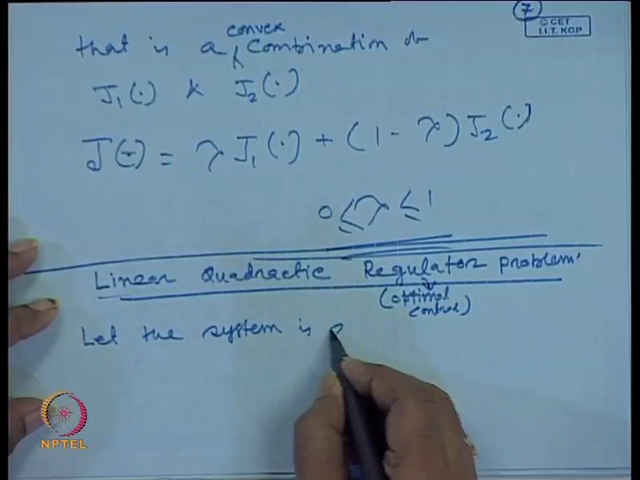 7
© CET
I.I.T. KGP
convex
that is a combination of
J₁(·) & J₂(·)
J(·) = λ J₁(·) + (1 - λ) J₂(·)
0 ≤ λ ≤ 1
Linear Quadractic Regulator problem
(optimal
control)
Let the system is
NPTEL